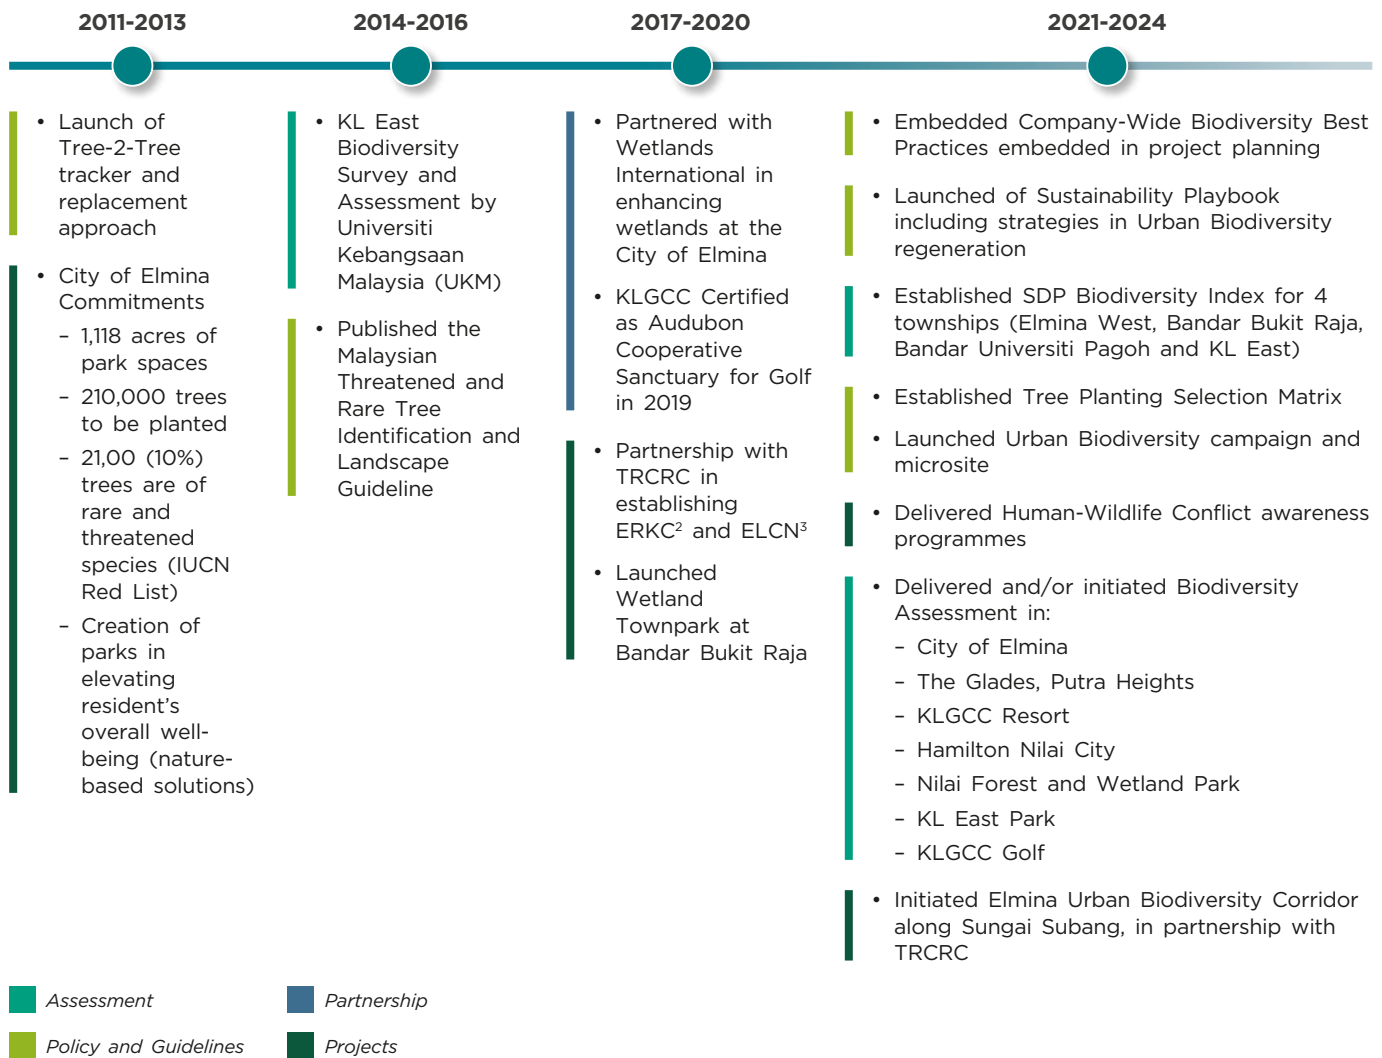 2011-2013
• Launch of
Tree-2-Tree
tracker and
replacement
approach
• City of Elmina
Commitments
– 1,118 acres of
park spaces
– 210,000 trees
to be planted
– 21,00 (10%)
trees are of
rare and
threatened
species (IUCN
Red List)
– Creation of
parks in
elevating
resident's
overall well-
being (nature-
based solutions)
2014-2016
• KL East
Biodiversity
Survey and
Assessment by
Universiti
Kebangsaan
Malaysia (UKM)
• Published the
Malaysian
Threatened and
Rare Tree
Identification and
Landscape
Guideline
2017-2020
• Partnered with
Wetlands
International in
enhancing
wetlands at the
City of Elmina
• KLGCC Certified
as Audubon
Cooperative
Sanctuary for Golf
in 2019
• Partnership with
TRCRC in
establishing
ERKC² and ELCN³
• Launched
Wetland
Townpark at
Bandar Bukit Raja
2021-2024
• Embedded Company-Wide Biodiversity Best
Practices embedded in project planning
• Launched of Sustainability Playbook
including strategies in Urban Biodiversity
regeneration
• Established SDP Biodiversity Index for 4
townships (Elmina West, Bandar Bukit Raja,
Bandar Universiti Pagoh and KL East)
• Established Tree Planting Selection Matrix
• Launched Urban Biodiversity campaign and
microsite
• Delivered Human-Wildlife Conflict awareness
programmes
• Delivered and/or initiated Biodiversity
Assessment in:
– City of Elmina
– The Glades, Putra Heights
– KLGCC Resort
– Hamilton Nilai City
– Nilai Forest and Wetland Park
– KL East Park
– KLGCC Golf
• Initiated Elmina Urban Biodiversity Corridor
along Sungai Subang, in partnership with
TRCRC
Assessment
Partnership
Policy and Guidelines
Projects